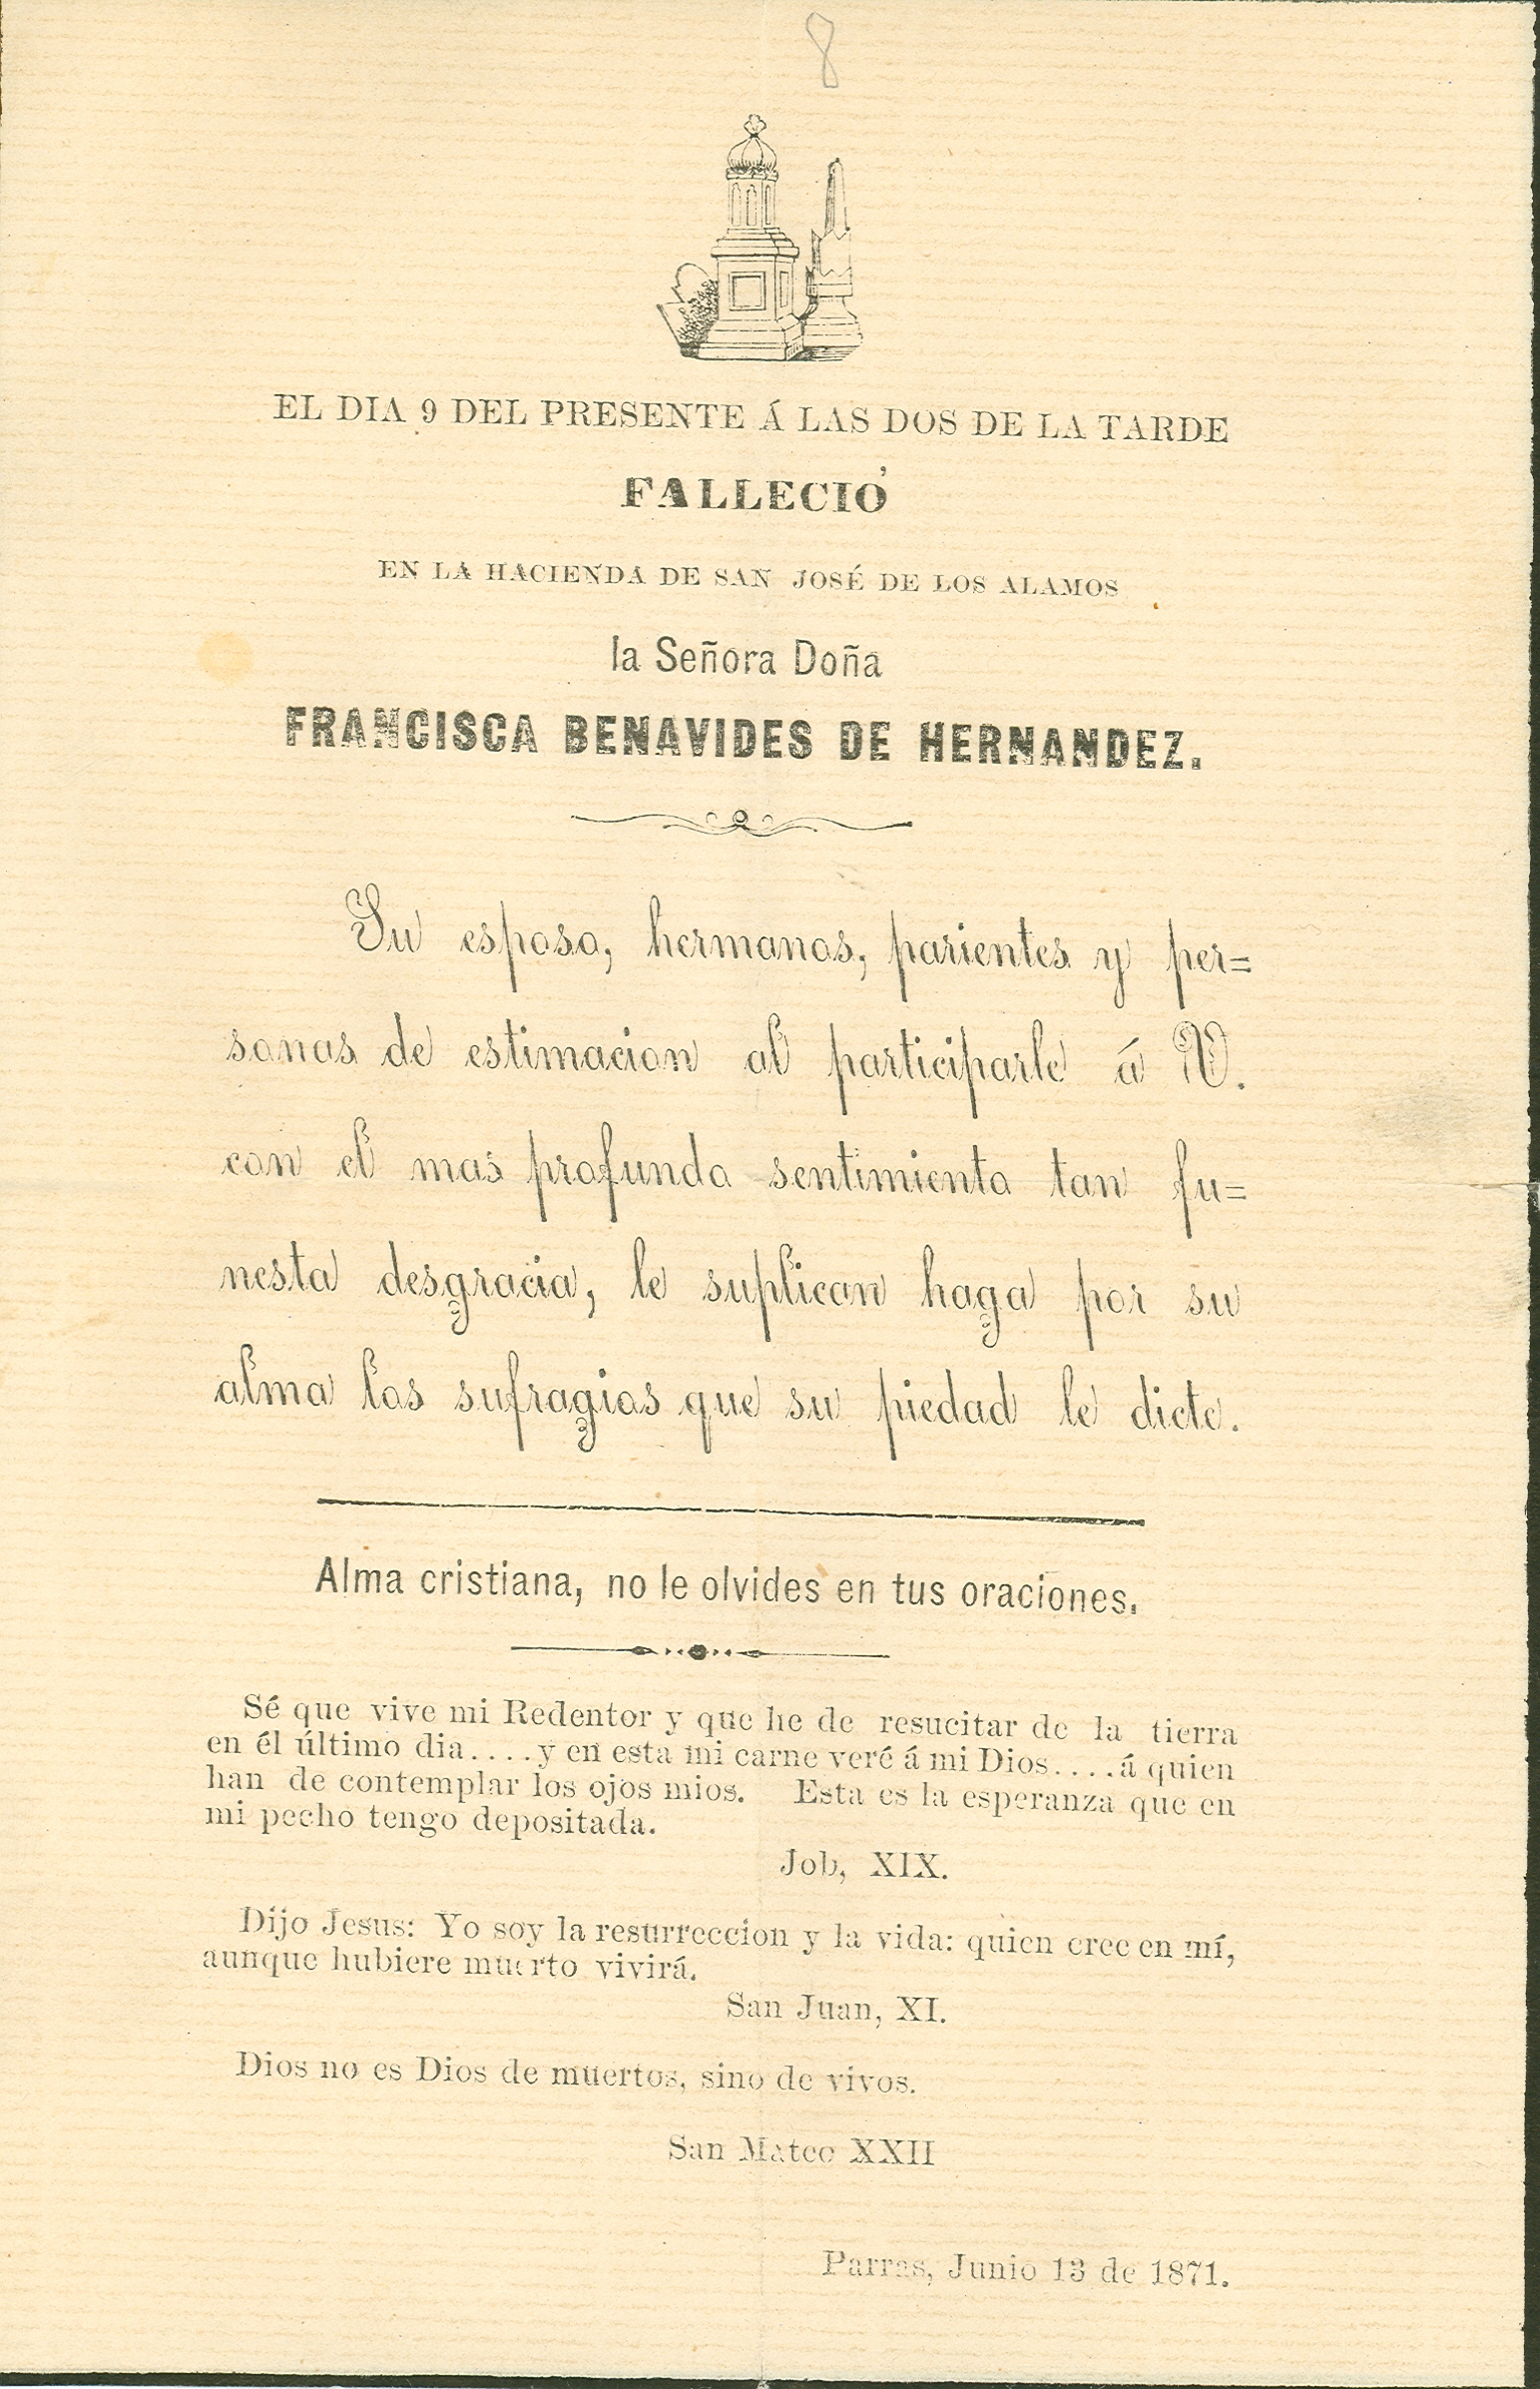 8
EL DIA 9 DEL PRESENTE Á LAS DOS DE LA TARDE
FALLECIÓ
EN LA HACIENDA DE SAN JOSÉ DE LOS ALAMOS
la Señora Doña
FRANCISCA BENAVIDES DE HERNANDEZ.
Su esposo, hermanos, parientes y per=
sonas de estimacion al participarle á V.
con el mas profundo sentimiento tan fu=
nesta desgracia, le suplican haga por su
alma los sufragios que su piedad le dicte.
Alma cristiana, no le olvides en tus oraciones.
Sé que vive mi Redentor y que he de resucitar de la tierra
en él último dia....y en esta mi carne veré á mi Dios....á quien
han de contemplar los ojos mios. Esta es la esperanza que en
mi pecho tengo depositada.
Job, XIX.
Dijo Jesus: Yo soy la resurreccion y la vida: quien cree en mí,
aunque hubiere muerto vivirá.
San Juan, XI.
Dios no es Dios de muertos, sino de vivos.
San Mateo XXII
Parras, Junio 13 de 1871.